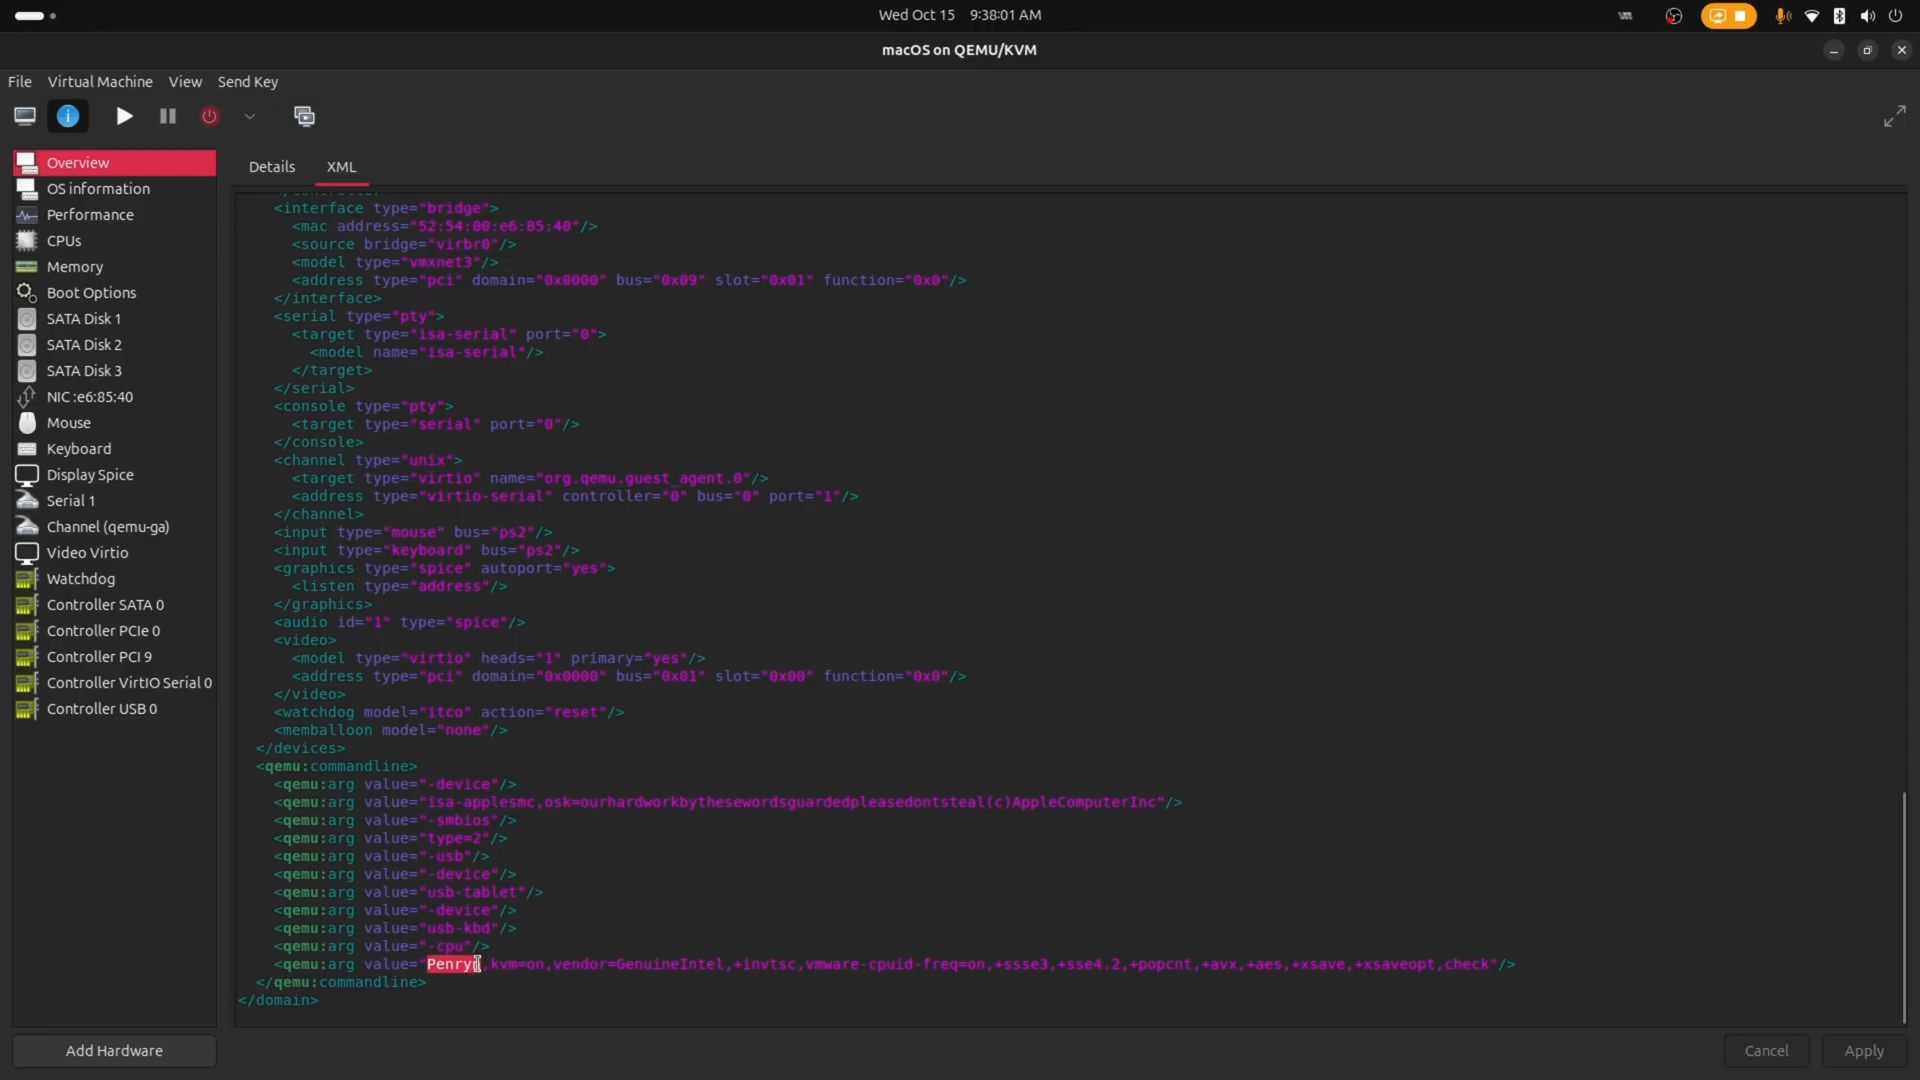 Wed Oct 15 9:38:01 AM
macOS on QEMU/KVM
File Virtual Machine View Send Key
Overview
OS information
Performance
CPUs
Memory
Boot Options
SATA Disk 1
SATA Disk 2
SATA Disk 3
NIC :e6:85:40
Mouse
Keyboard
Display Spice
Serial 1
Channel (qemu-ga)
Video Virtio
Watchdog
Controller SATA 0
Controller PCIe 0
Controller PCI 9
Controller VirtIO Serial 0
Controller USB 0
Add Hardware
Details XML
<interface type="bridge">
<mac address="52:54:00:e6:85:40"/>
<source bridge="virbr0"/>
<model type="vmxnet3"/>
<address type="pci" domain="0x0000" bus="0x09" slot="0x01" function="0x0"/>
</interface>
<serial type="pty">
<target type="isa-serial" port="0">
<model name="isa-serial"/>
</target>
</serial>
<console type="pty">
<target type="serial" port="0"/>
</console>
<channel type="unix">
<target type="virtio" name="org.qemu.guest_agent.0"/>
<address type="virtio-serial" controller="0" bus="0" port="1"/>
</channel>
<input type="mouse" bus="ps2"/>
<input type="keyboard" bus="ps2"/>
<graphics type="spice" autoport="yes">
<listen type="address"/>
</graphics>
<audio id="1" type="spice"/>
<video>
<model type="virtio" heads="1" primary="yes"/>
<address type="pci" domain="0x0000" bus="0x01" slot="0x00" function="0x0"/>
</video>
<watchdog model="itco" action="reset"/>
<memballoon model="none"/>
</devices>
<qemu:commandline>
<qemu:arg value="-device"/>
<qemu:arg value="isa-applesmc,osk=ourhardworkbythesewordsguardedpleasedontsteal(c)AppleComputerInc"/>
<qemu:arg value="-smbios"/>
<qemu:arg value="type=2"/>
<qemu:arg value="-usb"/>
<qemu:arg value="-device"/>
<qemu:arg value="usb-tablet"/>
<qemu:arg value="-device"/>
<qemu:arg value="usb-kbd"/>
<qemu:arg value="-cpu"/>
<qemu:arg value="Penryn,kvm=on,vendor=GenuineIntel,+invtsc,vmware-cpuid-freq=on,+ssse3,+sse4.2,+popcnt,+avx,+aes,+xsave,+xsaveopt,check"/>
</qemu:commandline>
</domain>
Cancel Apply